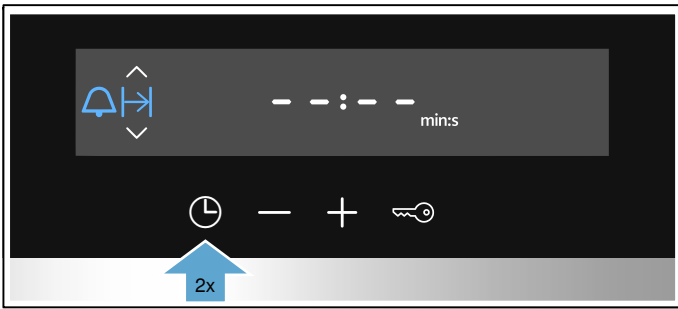 – –:– –
min:s
2x